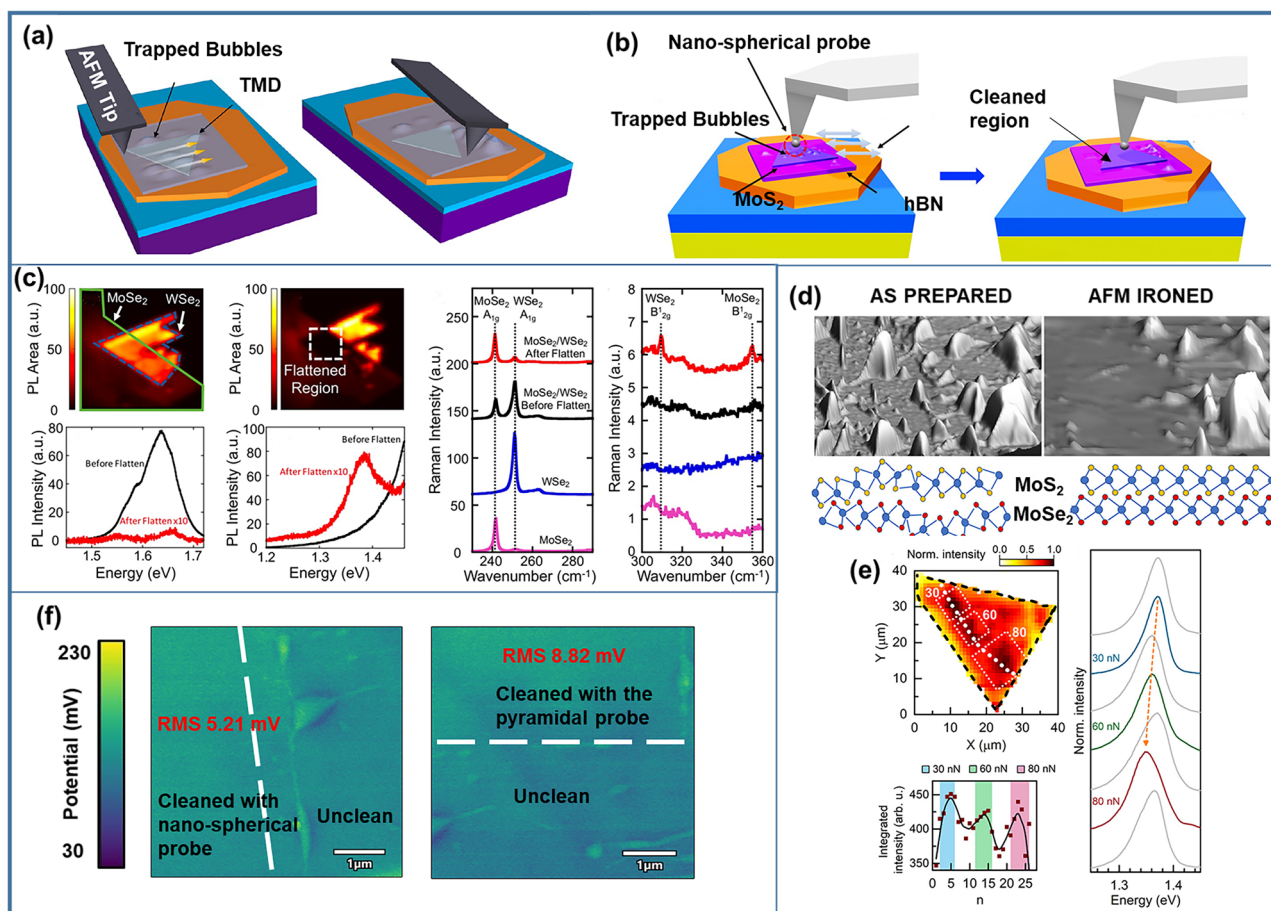 (a)
Trapped Bubbles
TMD
AFM Tip
(b)
Nano-spherical probe
Trapped Bubbles
MoS2
hBN
Cleaned
region
(c)
PL Area (a.u.)
100
50
0
MoSe2
WSe2
PL Area (a.u.)
100
50
0
Flattened
Region
PL Intensity (a.u.)
80
60
40
20
0
Before Flatten
After Flatten x10
1.5 1.6 1.7
Energy (eV)
PL Intensity (a.u.)
100
80
60
40
20
0
Before Flatten
After Flatten x10
1.2 1.3 1.4
Energy (eV)
MoSe2 WSe2
A1g A1g
Raman Intensity (a.u.)
250
200
150
100
50
0
MoSe2/WSe2
After Flatten
MoSe2/WSe2
Before Flatten
WSe2
MoSe2
240 260 280
Wavenumber (cm-1)
WSe2 MoSe2
B12g B12g
Raman Intensity (a.u.)
8
7
6
5
4
3
2
1
0
300 320 340 360
Wavenumber (cm-1)
(d)
AS PREPARED
AFM IRONED
MoS2
MoSe2
(e)
Norm. intensity
0 0.5 1.0
Y (μm)
40
30
20
10
0
30
60
80
0 10 20 30 40
X (μm)
30 nN 60 nN 80 nN
Integrated
intensity (arb. u.)
450
400
350
0 5 10 15 20 25
n
Norm. intensity
30 nN
60 nN
80 nN
1.3 1.4
Energy (eV)
(f)
230
Potential (mV)
30
RMS 5.21 mV
Cleaned with
nano-spherical
probe
Unclean
1μm
RMS 8.82 mV
Cleaned with the
pyramidal probe
Unclean
1μm